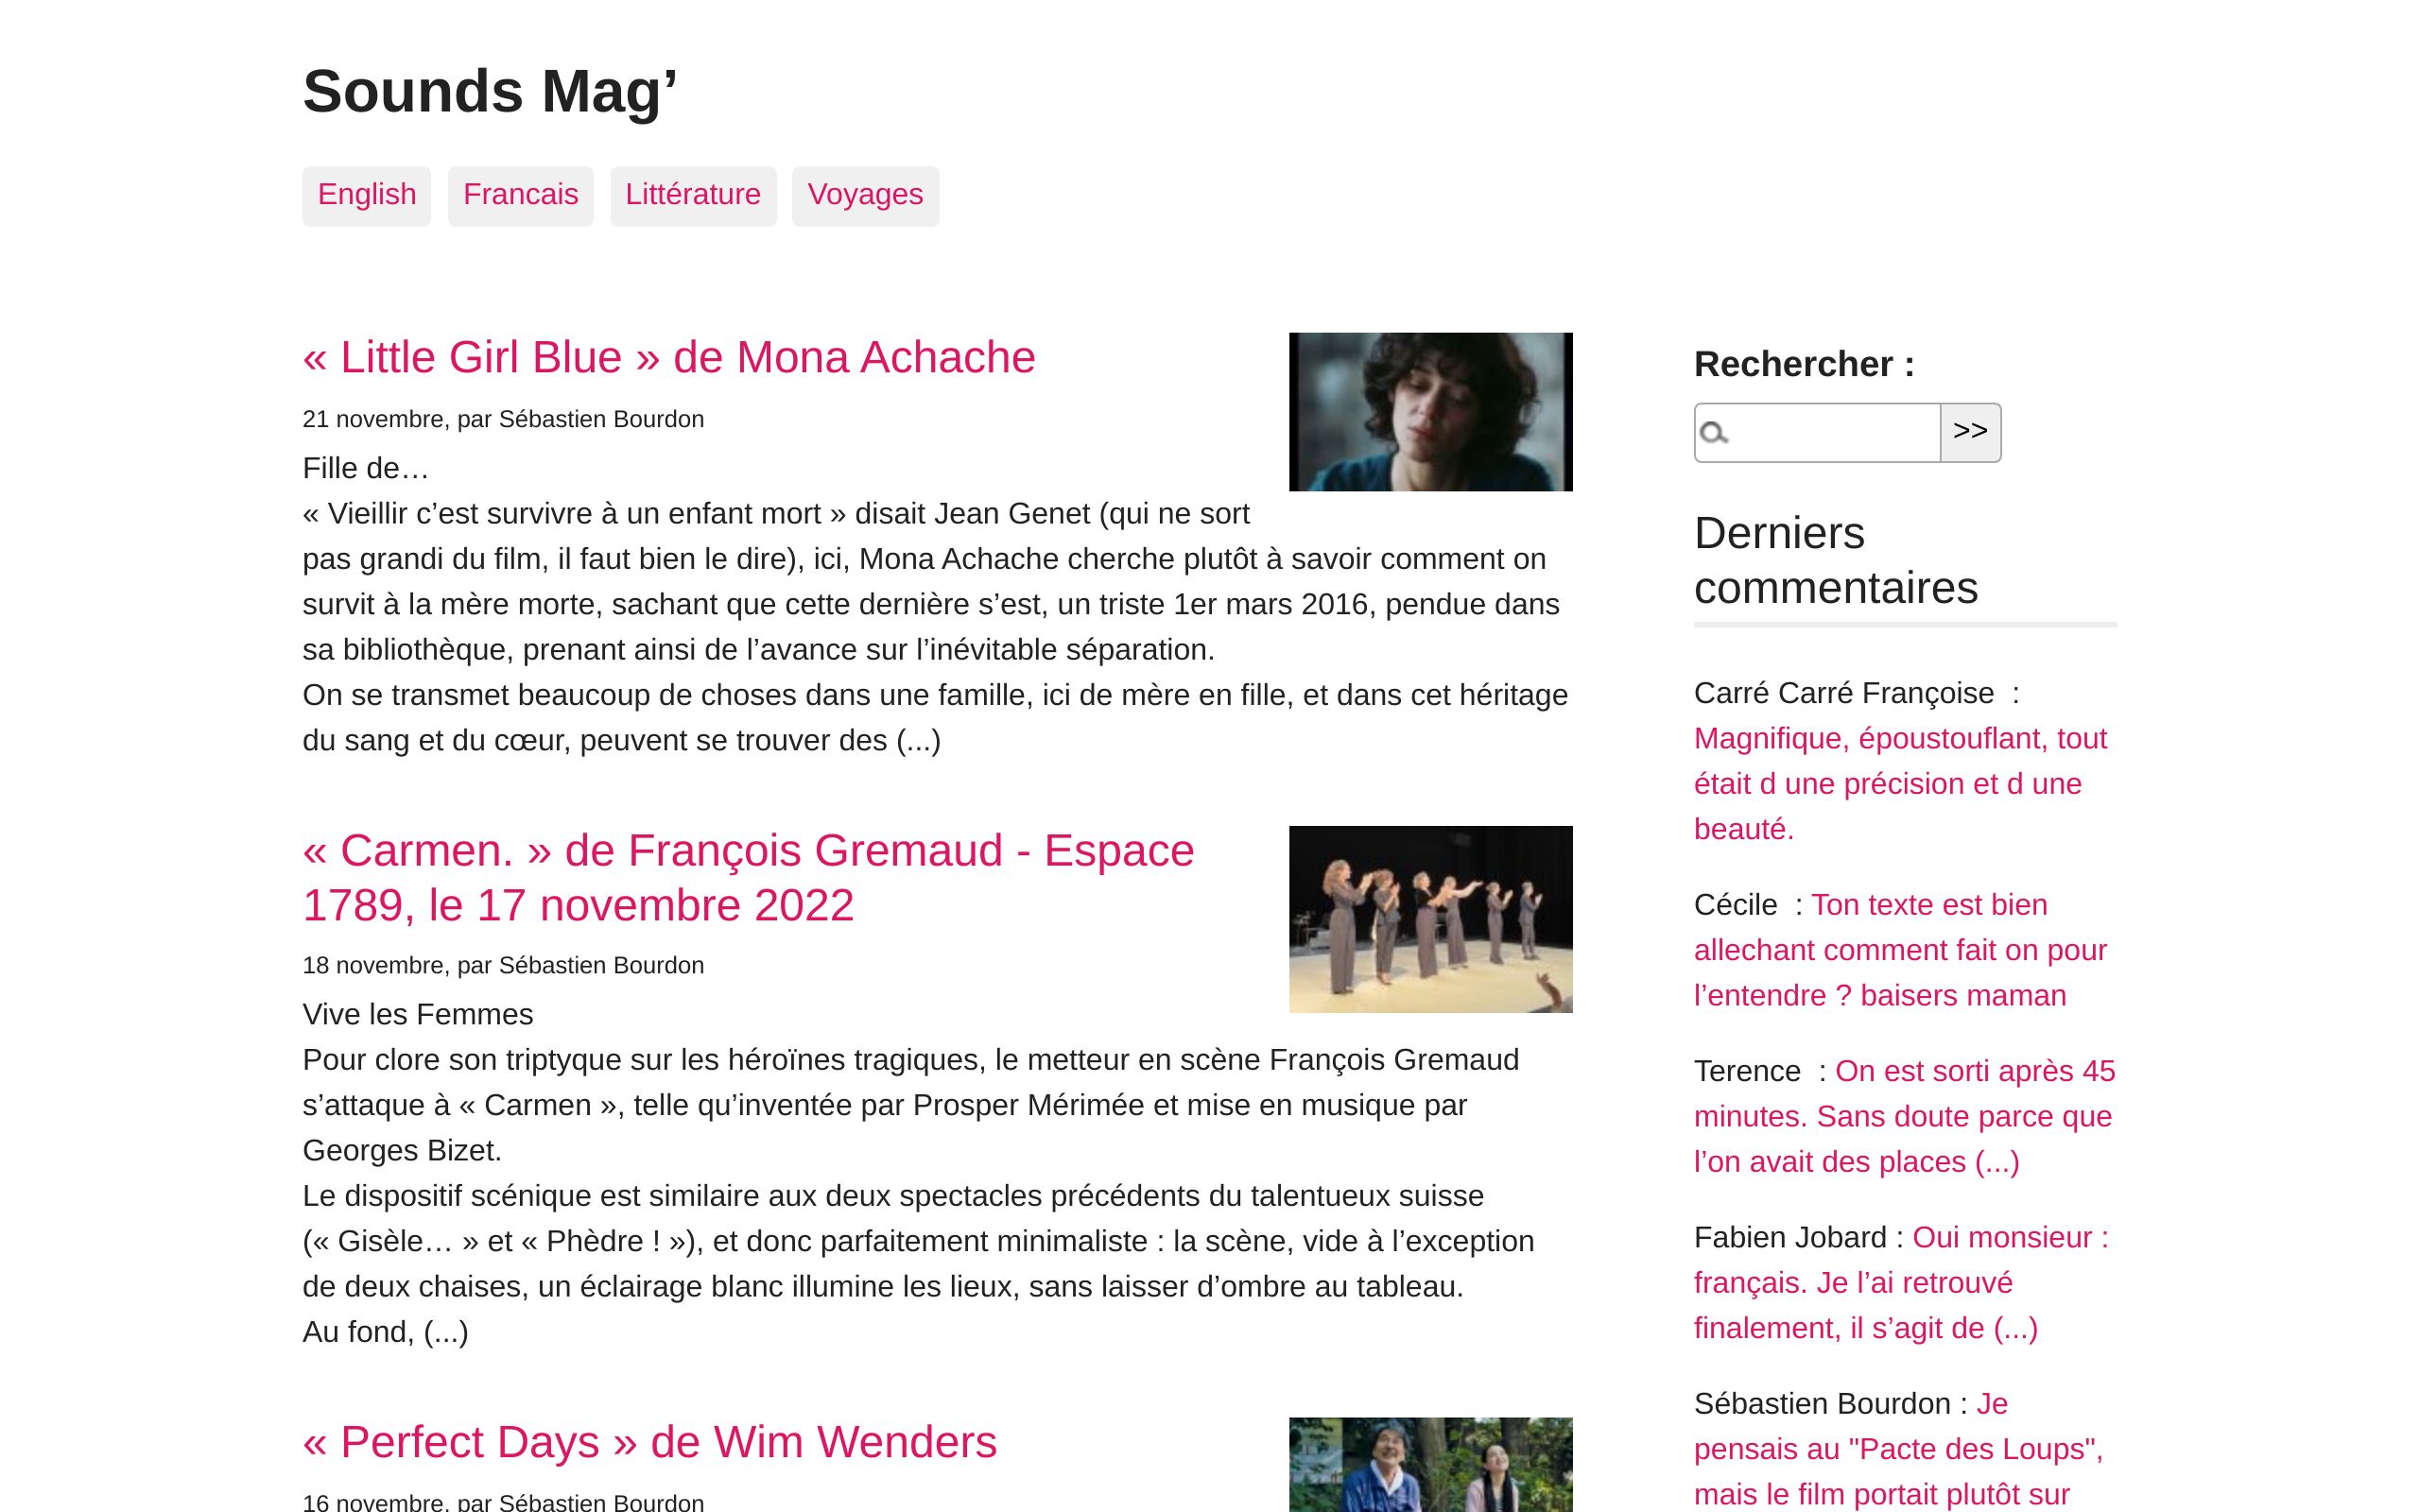 Sounds Mag’
English
Francais
Littérature
Voyages
« Little Girl Blue » de Mona Achache
21 novembre, par Sébastien Bourdon
Fille de…
« Vieillir c’est survivre à un enfant mort » disait Jean Genet (qui ne sort
pas grandi du film, il faut bien le dire), ici, Mona Achache cherche plutôt à savoir comment on
survit à la mère morte, sachant que cette dernière s’est, un triste 1er mars 2016, pendue dans
sa bibliothèque, prenant ainsi de l’avance sur l’inévitable séparation.
On se transmet beaucoup de choses dans une famille, ici de mère en fille, et dans cet héritage
du sang et du cœur, peuvent se trouver des (...)
« Carmen. » de François Gremaud - Espace
1789, le 17 novembre 2022
18 novembre, par Sébastien Bourdon
Vive les Femmes
Pour clore son triptyque sur les héroïnes tragiques, le metteur en scène François Gremaud
s’attaque à « Carmen », telle qu’inventée par Prosper Mérimée et mise en musique par
Georges Bizet.
Le dispositif scénique est similaire aux deux spectacles précédents du talentueux suisse
(« Gisèle… » et « Phèdre ! »), et donc parfaitement minimaliste : la scène, vide à l’exception
de deux chaises, un éclairage blanc illumine les lieux, sans laisser d’ombre au tableau.
Au fond, (...)
« Perfect Days » de Wim Wenders
16 novembre, par Sébastien Bourdon
Rechercher :
>>
Derniers
commentaires
Carré Carré Françoise  :
Magnifique, époustouflant, tout
était d une précision et d une
beauté.
Cécile  : Ton texte est bien
allechant comment fait on pour
l’entendre ? baisers maman
Terence  : On est sorti après 45
minutes. Sans doute parce que
l’on avait des places (...)
Fabien Jobard : Oui monsieur :
français. Je l’ai retrouvé
finalement, il s’agit de (...)
Sébastien Bourdon : Je
pensais au "Pacte des Loups",
mais le film portait plutôt sur